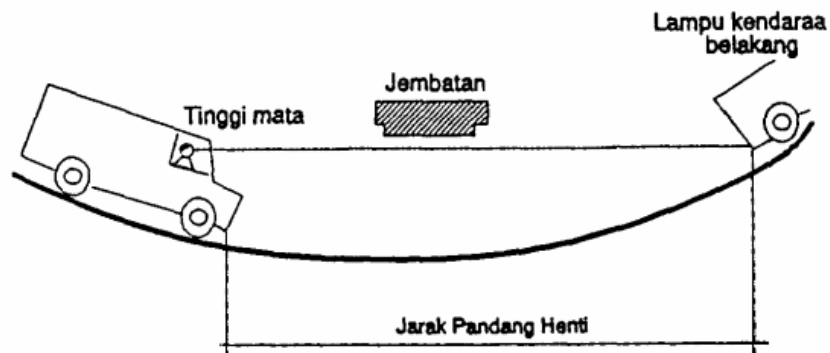 Lampu kendaraa
belakang
Jembatan
Tinggi mata
Jarak Pandang Henti